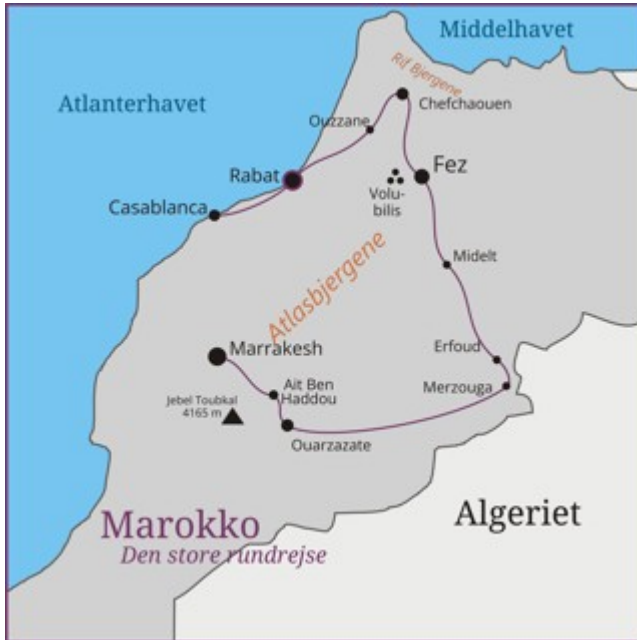 Middelhavet
Rif Bjergene
Atlanterhavet
Chefchaouen
Ouzzane
Fez
Rabat
Volu-
bilis
Casablanca
Midelt
Atlasbjergene
Erfoud
Marrakesh
Merzouga
Ait Ben
Haddou
Jebel Toubkal
4165 m
Ouarzazate
Algeriet
Marokko
Den store rundrejse